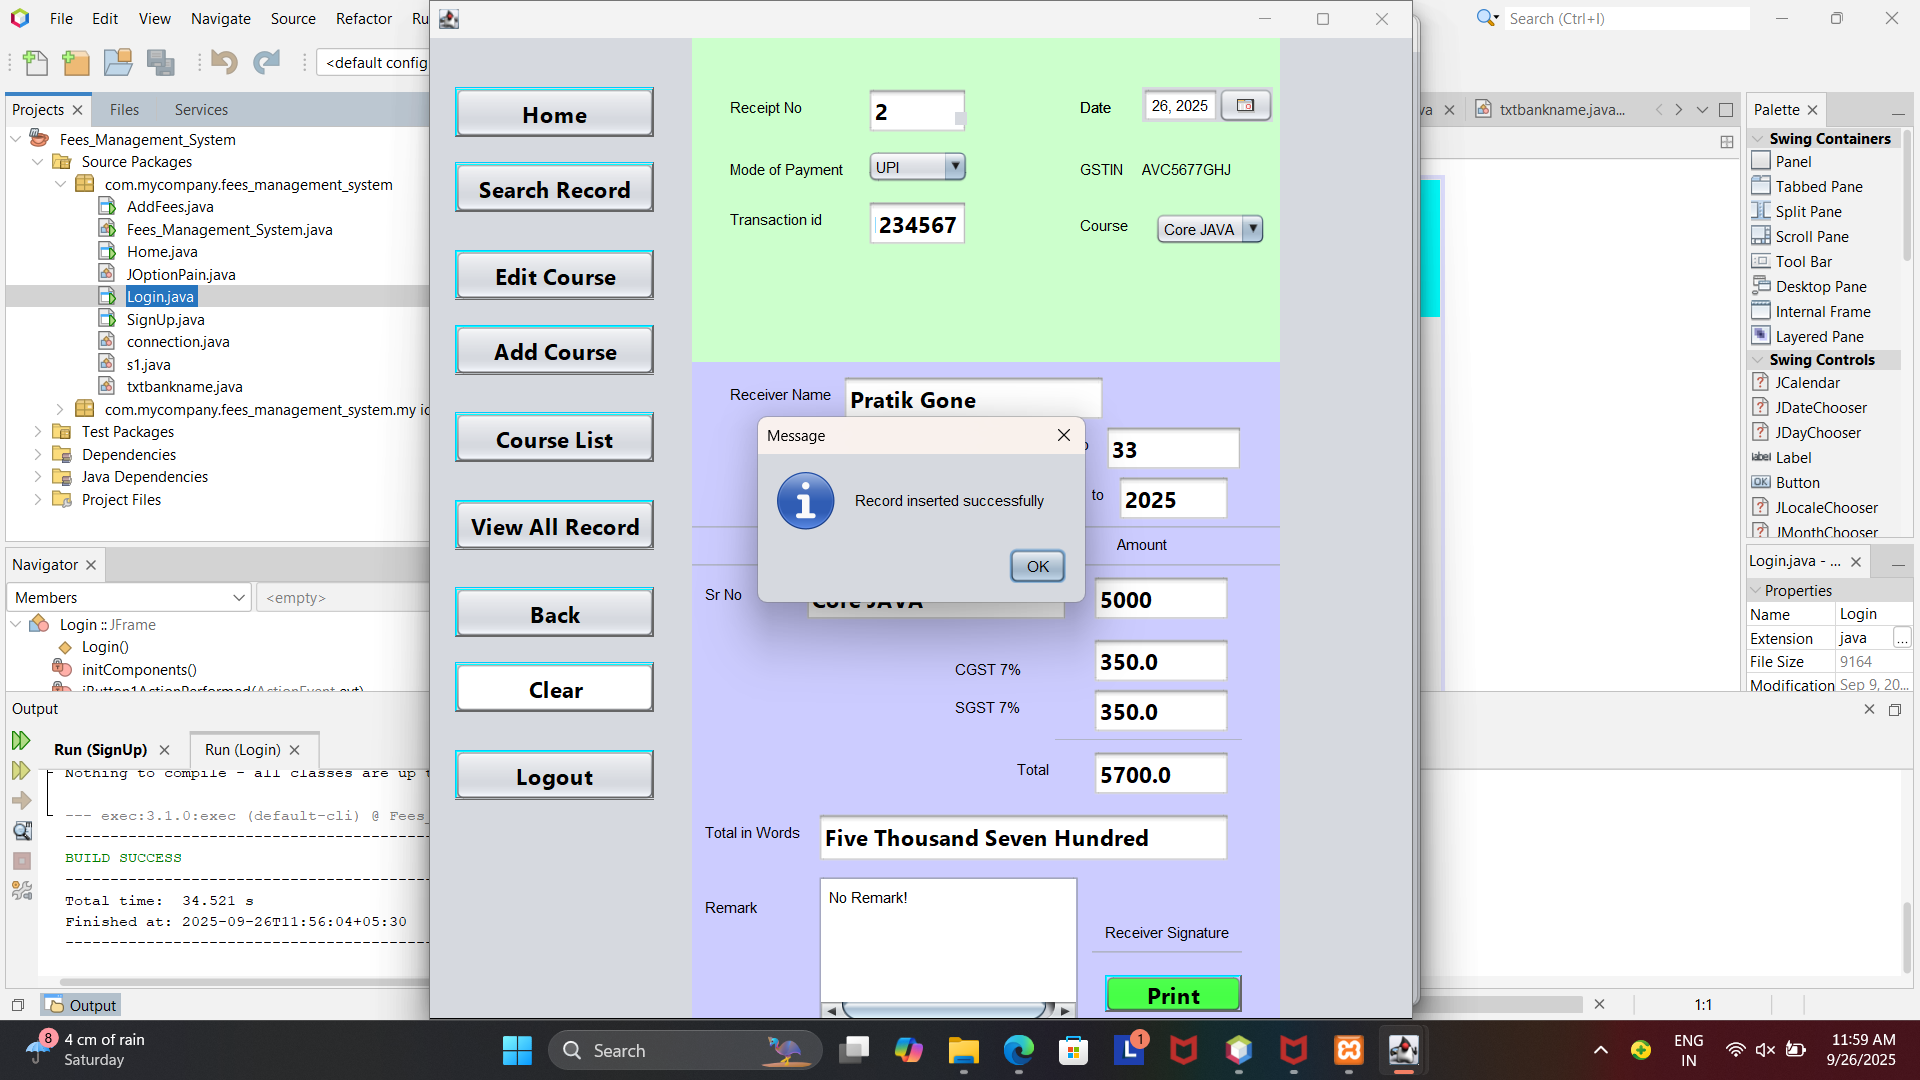 File Edit View Navigate Source Refactor
Search (Ctrl+I)
<default config
Projects Files Services
Fees_Management_System
Source Packages
com.mycompany.fees_management_system
AddFees.java
Fees_Management_System.java
Home.java
JOptionPain.java
Login.java
SignUp.java
connection.java
s1.java
txtbankname.java
com.mycompany.fees_management_system.my
Test Packages
Dependencies
Java Dependencies
Project Files
Navigator
Members
<empty>
Login :: JFrame
Login()
initComponents()
jButton1ActionPerformed(ActionEvent evt)
Output
Run (SignUp) Run (Login)
Nothing to compile - all classes are up
--- exec:3.1.0:exec (default-cli) @ Fees_
BUILD SUCCESS
Total time: 34.521 s
Finished at: 2025-09-26T11:56:04+05:30
Output
Home
Search Record
Edit Course
Add Course
Course List
View All Record
Back
Clear
Logout
Receipt No 2 Date 26, 2025
Mode of Payment UPI GSTIN AVC5677GHJ
Transaction id 234567 Course Core JAVA
Receiver Name Pratik Gone
33
to 2025
Message
Record inserted successfully
OK
Amount
Sr No Core JAVA 5000
CGST 7% 350.0
SGST 7% 350.0
Total 5700.0
Total in Words Five Thousand Seven Hundred
Remark No Remark!
Receiver Signature
Print
txtbankname.java...
Palette
Swing Containers
Panel
Tabbed Pane
Split Pane
Scroll Pane
Tool Bar
Desktop Pane
Internal Frame
Layered Pane
Swing Controls
JCalendar
JDateChooser
JDayChooser
label Label
OK Button
JLocaleChooser
JMonthChooser
Login.java - ...
Properties
Name Login
Extension java ...
File Size 9164
Modification Sep 9, 20...
1:1
8
4 cm of rain
Saturday
Search
L 1
ENG
IN
11:59 AM
9/26/2025